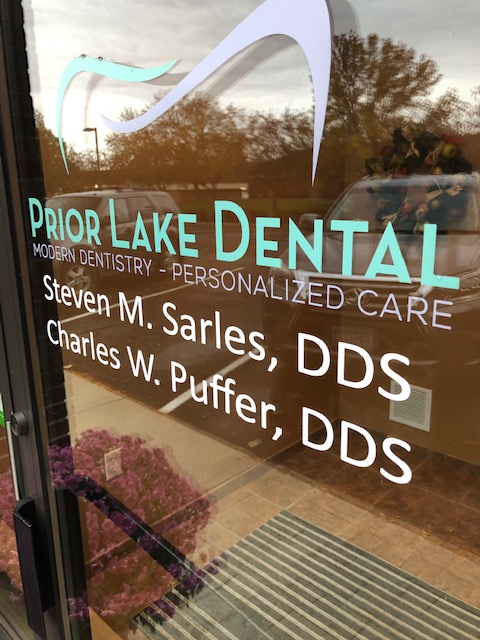 PRIOR LAKE DENTAL
MODERN DENTISTRY - PERSONALIZED CARE
Steven M. Sarles, DDS
Charles W. Puffer, DDS